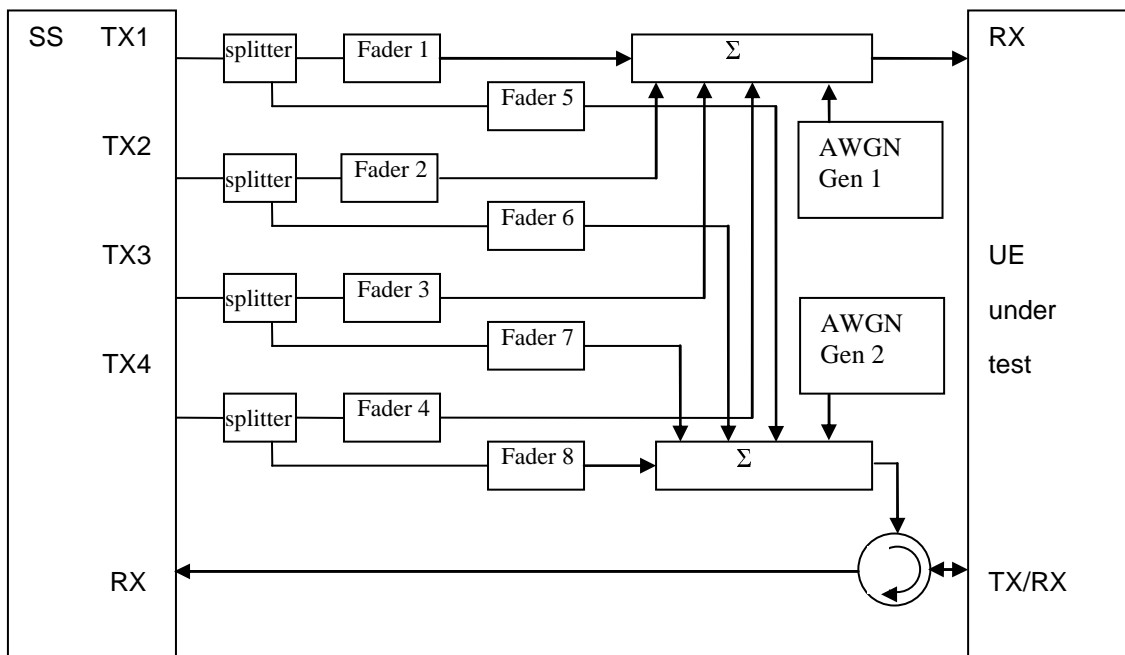 SS TX1
splitter
Fader 1
Σ
RX
Fader 5
TX2
splitter
Fader 2
AWGN
Gen 1
Fader 6
TX3
splitter
Fader 3
UE
under
test
AWGN
Gen 2
Fader 7
TX4
splitter
Fader 4
Fader 8
Σ
RX
TX/RX